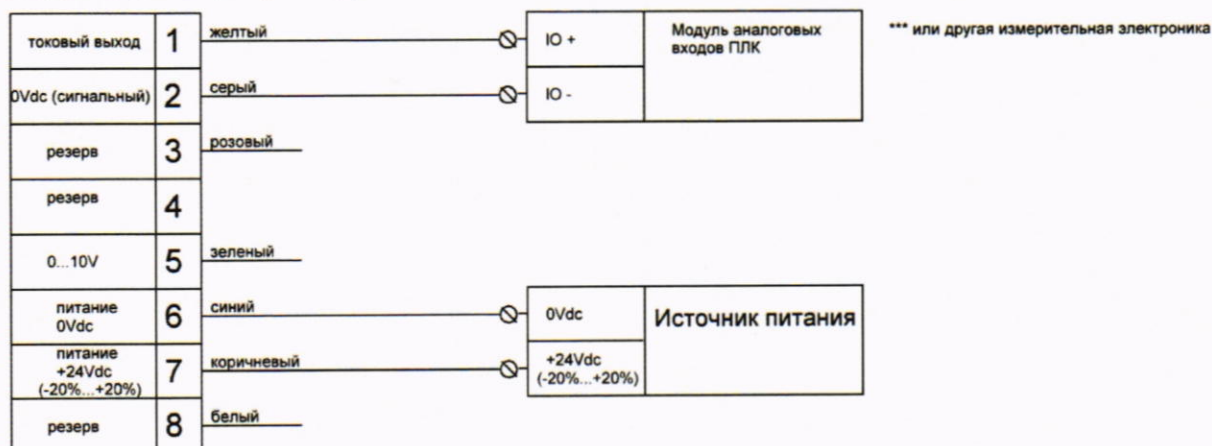 токовый выход
1
желтый
IO +
Модуль аналоговых
входов ПЛК
*** или другая измерительная электроника
0Vdc (сигнальный)
2
серый
IO -
резерв
3
розовый
резерв
4
0...10V
5
зеленый
питание
0Vdc
6
синий
0Vdc
Источник питания
питание
+24Vdc
(-20%...+20%)
7
коричневый
+24Vdc
(-20%...+20%)
резерв
8
белый